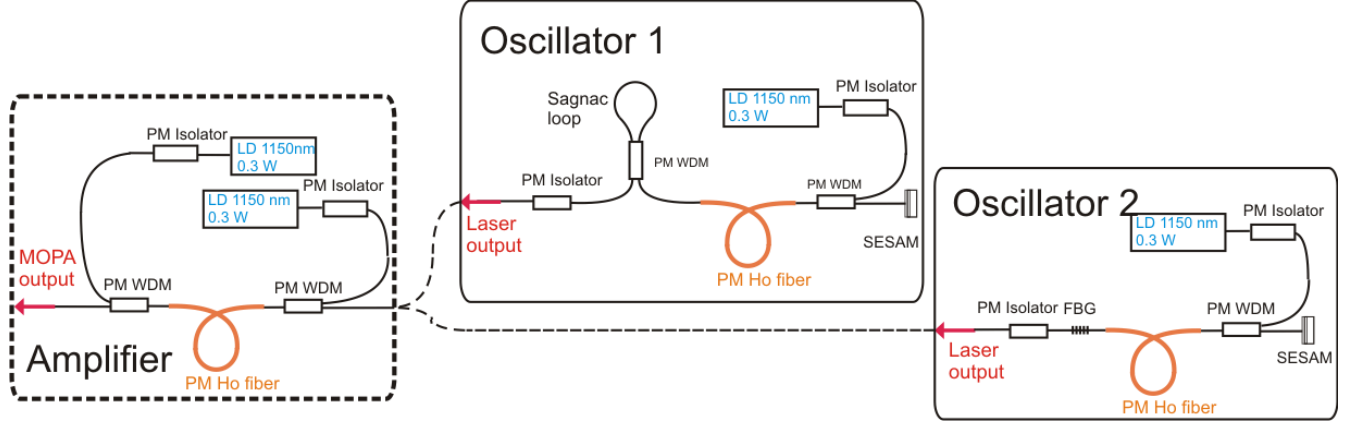 Oscillator 1
Sagnac
loop
LD 1150 nm
0.3 W
PM Isolator
PM WDM
PM Isolator
PM WDM
Laser
output
SESAM
PM Ho fiber
PM Isolator
LD 1150nm
0.3 W
PM Isolator
LD 1150 nm
0.3 W
MOPA
output
PM WDM
PM WDM
Amplifier
PM Ho fiber
Oscillator 2
LD 1150 nm
0.3 W
PM Isolator
PM Isolator
FBG
PM WDM
Laser
output
SESAM
PM Ho fiber